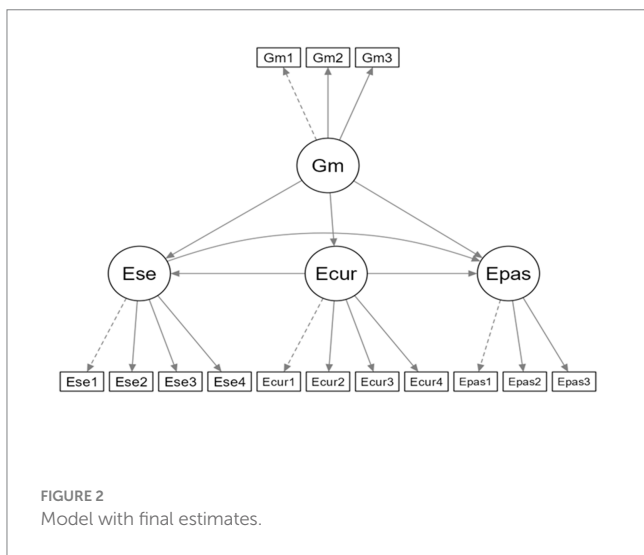 Gm1 Gm2 Gm3
Gm
Ese Ecur Epas
Ese1 Ese2 Ese3 Ese4 Ecur1 Ecur2 Ecur3 Ecur4 Epas1 Epas2 Epas3
FIGURE 2
Model with final estimates.